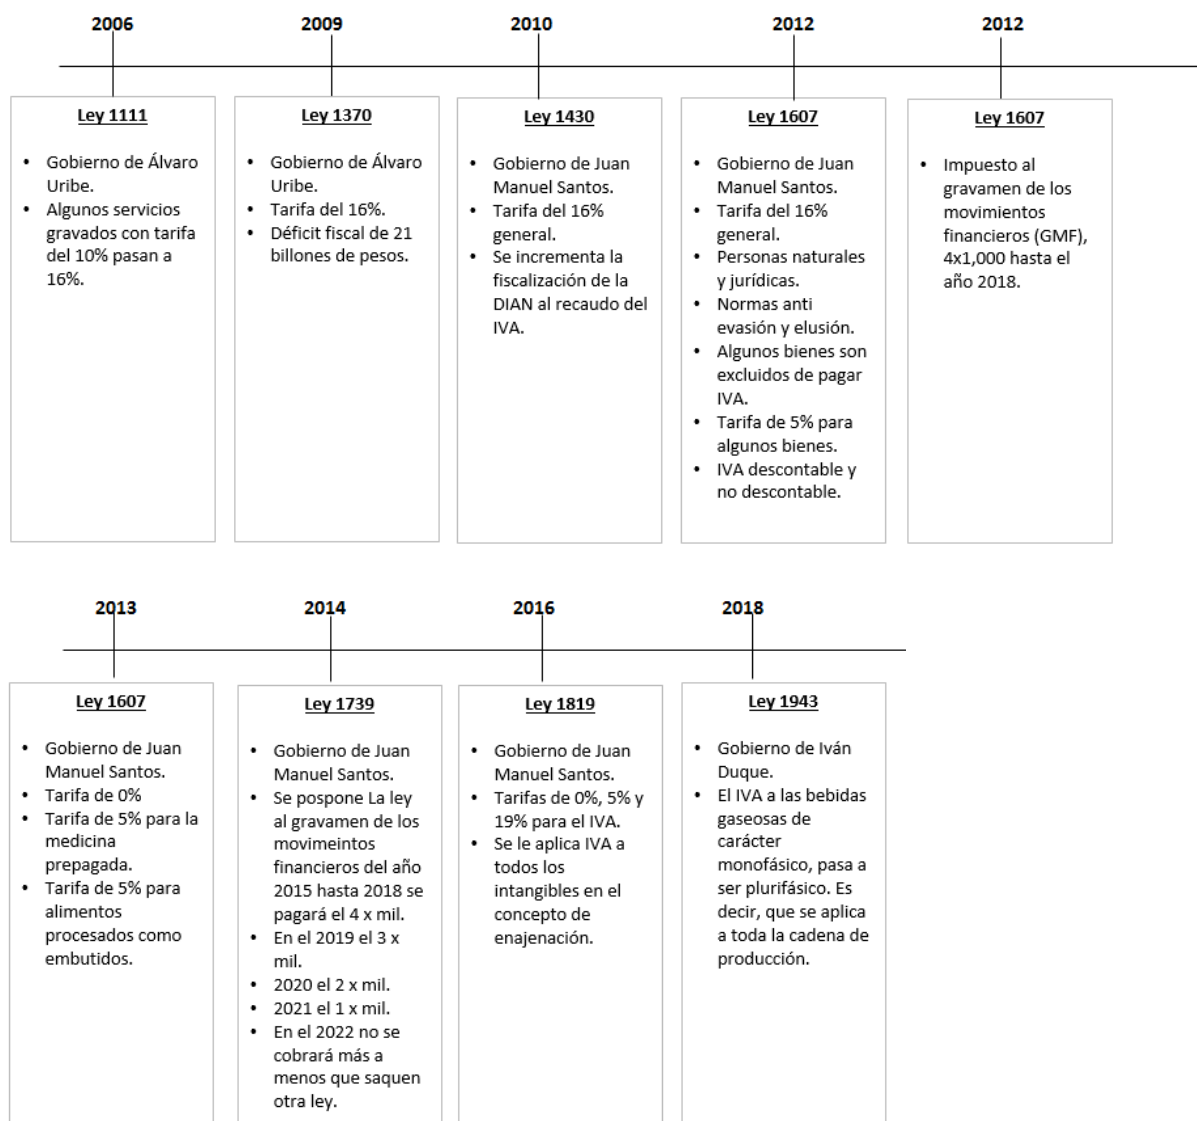 2006
2009
2010
2012
2012
Ley 1111
• Gobierno de Álvaro
Uribe.
• Algunos servicios
gravados con tarifa
del 10% pasan a
16%.
Ley 1370
• Gobierno de Álvaro
Uribe.
• Tarifa del 16%.
• Déficit fiscal de 21
billones de pesos.
Ley 1430
• Gobierno de Juan
Manuel Santos.
• Tarifa del 16%
general.
• Se incrementa la
fiscalización de la
DIAN al recaudo del
IVA.
Ley 1607
• Gobierno de Juan
Manuel Santos.
• Tarifa del 16%
general.
• Personas naturales
y jurídicas.
• Normas anti
evasión y elusión.
• Algunos bienes son
excluidos de pagar
IVA.
• Tarifa de 5% para
algunos bienes.
• IVA descontable y
no descontable.
Ley 1607
• Impuesto al
gravamen de los
movimientos
financieros (GMF),
4x1,000 hasta el
año 2018.
2013
2014
2016
2018
Ley 1607
• Gobierno de Juan
Manuel Santos.
• Tarifa de 0%
• Tarifa de 5% para la
medicina
prepagada.
• Tarifa de 5% para
alimentos
procesados como
embutidos.
Ley 1739
• Gobierno de Juan
Manuel Santos.
• Se pospone La ley
al gravamen de los
movimeintos
financieros del año
2015 hasta 2018 se
pagará el 4 x mil.
• En el 2019 el 3 x
mil.
• 2020 el 2 x mil.
• 2021 el 1 x mil.
• En el 2022 no se
cobrará más a
menos que saquen
otra ley.
Ley 1819
• Gobierno de Juan
Manuel Santos.
• Tarifas de 0%, 5% y
19% para el IVA.
• Se le aplica IVA a
todos los
intangibles en el
concepto de
enajenación.
Ley 1943
• Gobierno de Iván
Duque.
• El IVA a las bebidas
gaseosas de
carácter
monofásico, pasa a
ser plurifásico. Es
decir, que se aplica
a toda la cadena de
producción.